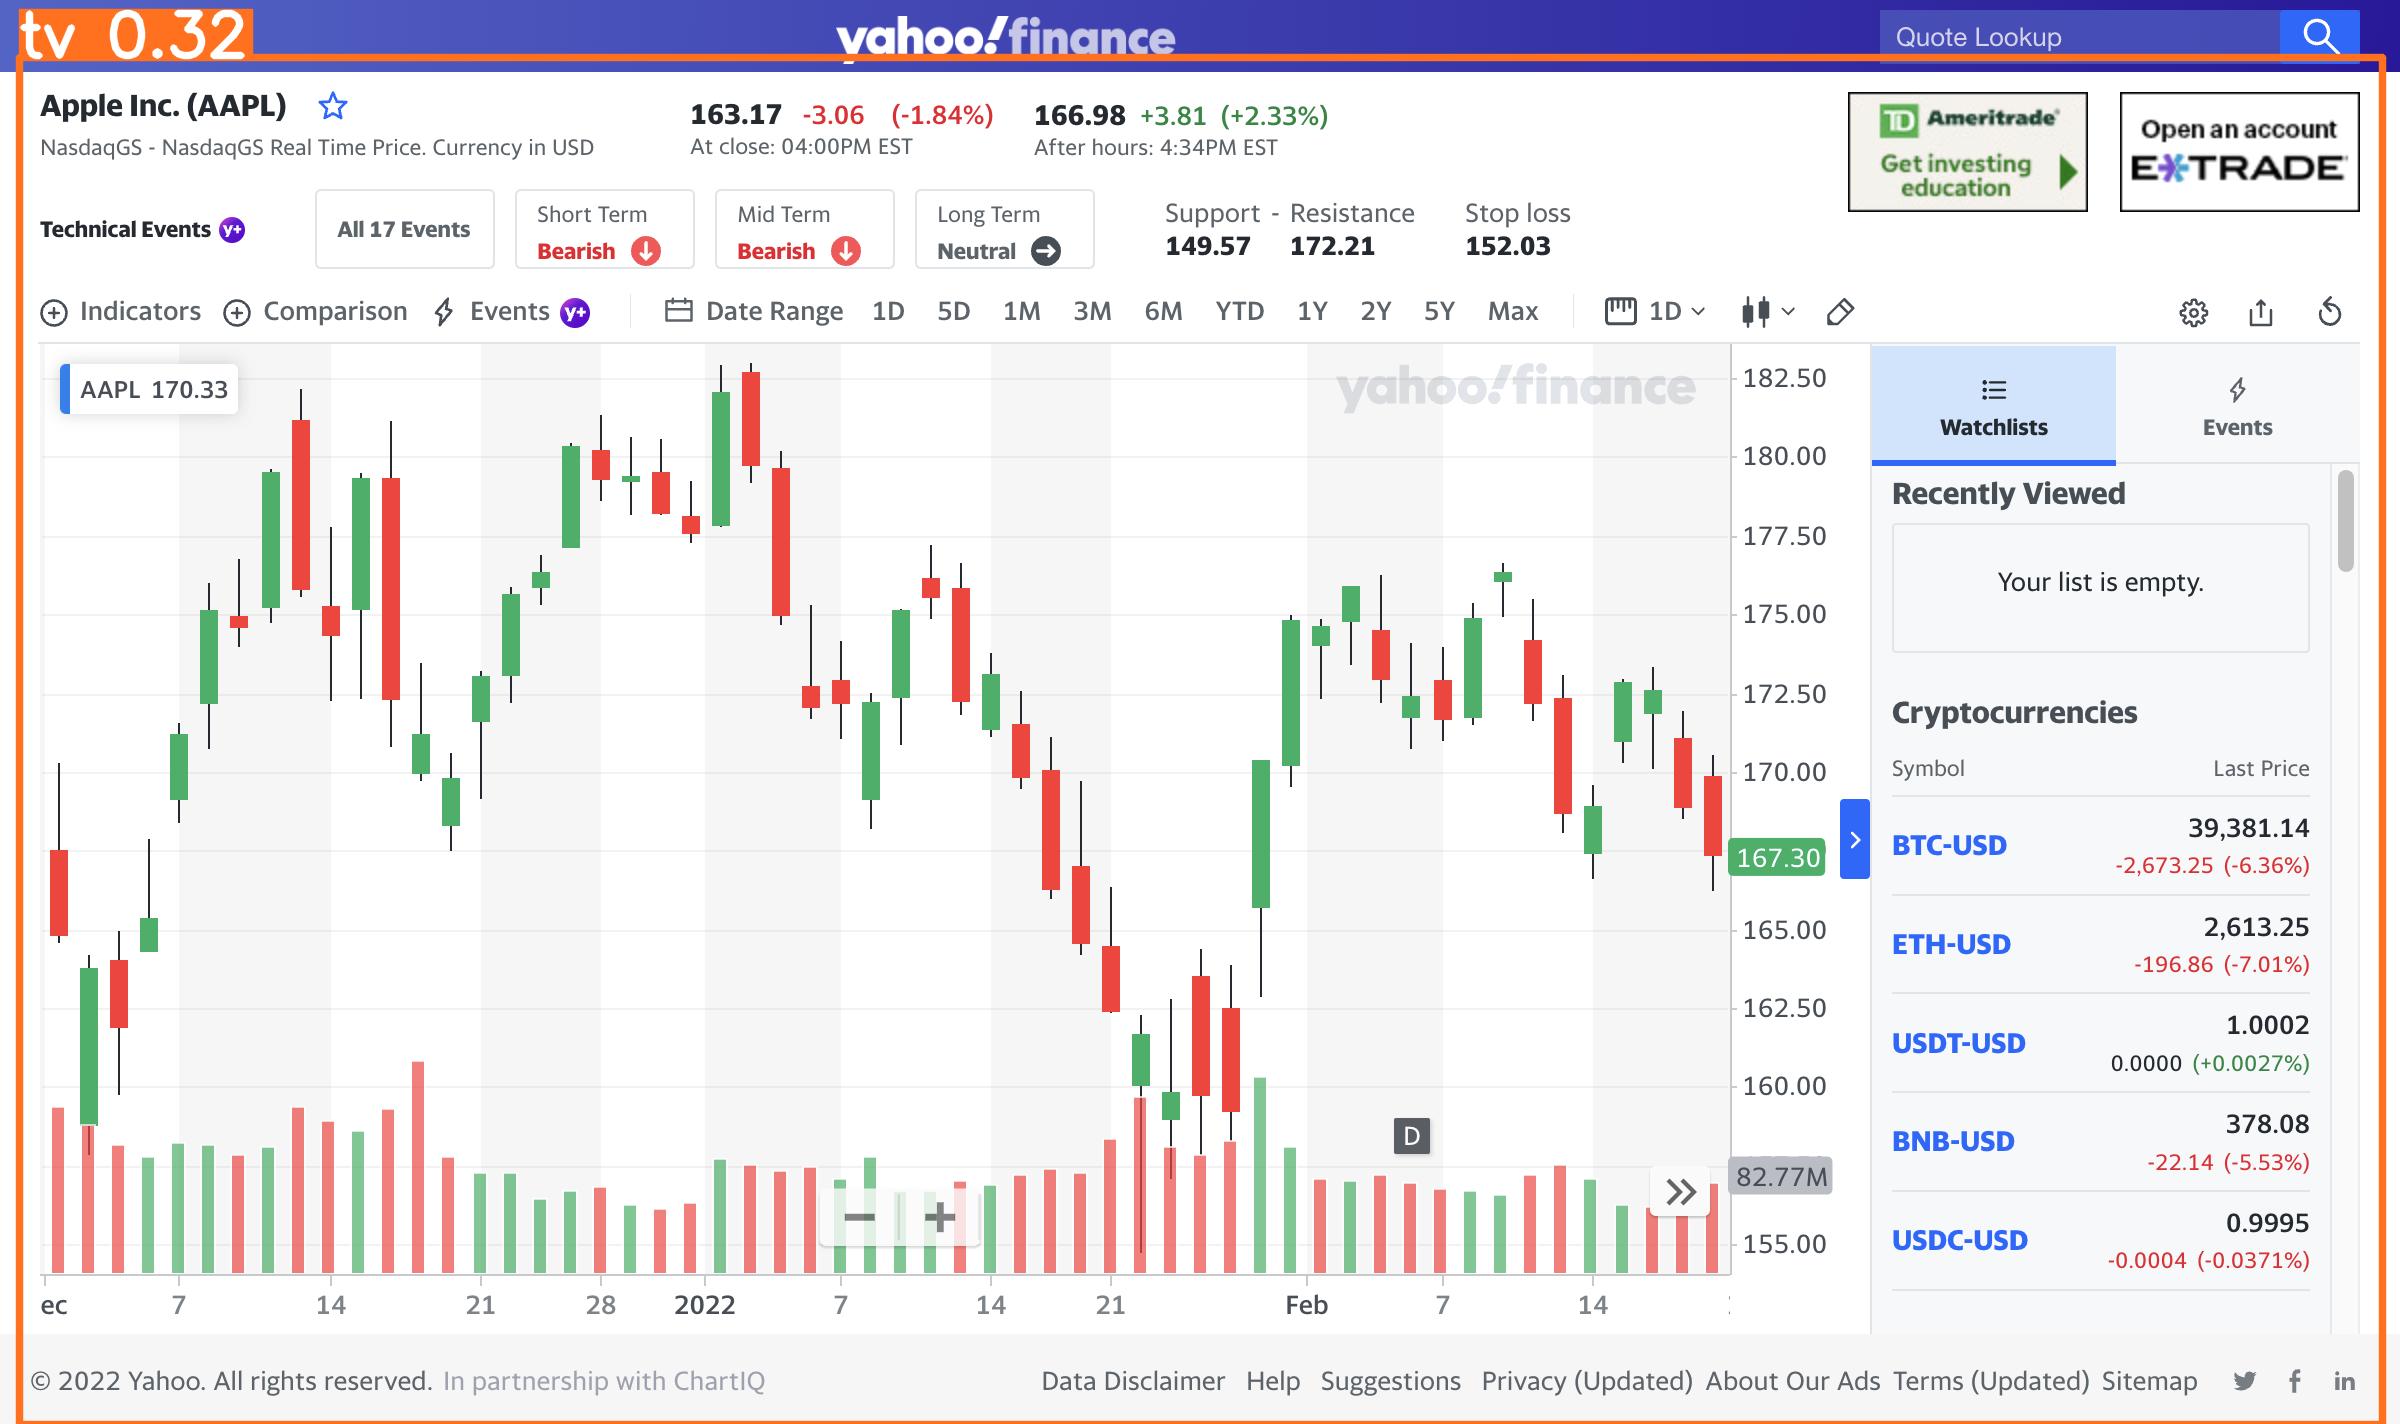 tv 0.32
yahoo!finance
Quote Lookup
Apple Inc. (AAPL)
NasdaqGS - NasdaqGS Real Time Price. Currency in USD
163.17 -3.06 (-1.84%)
At close: 04:00PM EST
166.98 +3.81 (+2.33%)
After hours: 4:34PM EST
TD Ameritrade
Get investing
education
Open an account
E*TRADE
Technical Events y+
All 17 Events
Short Term
Bearish
Mid Term
Bearish
Long Term
Neutral
Support - Resistance
149.57 172.21
Stop loss
152.03
Indicators Comparison Events y+ Date Range 1D 5D 1M 3M 6M YTD 1Y 2Y 5Y Max 1D
AAPL 170.33
yahoo!finance
182.50
180.00
177.50
175.00
172.50
170.00
167.30
165.00
162.50
160.00
D
82.77M
155.00
ec 7 14 21 28 2022 7 14 21 Feb 7 14
Watchlists
Events
Recently Viewed
Your list is empty.
Cryptocurrencies
Symbol Last Price
BTC-USD 39,381.14
-2,673.25 (-6.36%)
ETH-USD 2,613.25
-196.86 (-7.01%)
USDT-USD 1.0002
0.0000 (+0.0027%)
BNB-USD 378.08
-22.14 (-5.53%)
USDC-USD 0.9995
-0.0004 (-0.0371%)
© 2022 Yahoo. All rights reserved. In partnership with ChartIQ
Data Disclaimer Help Suggestions Privacy (Updated) About Our Ads Terms (Updated) Sitemap